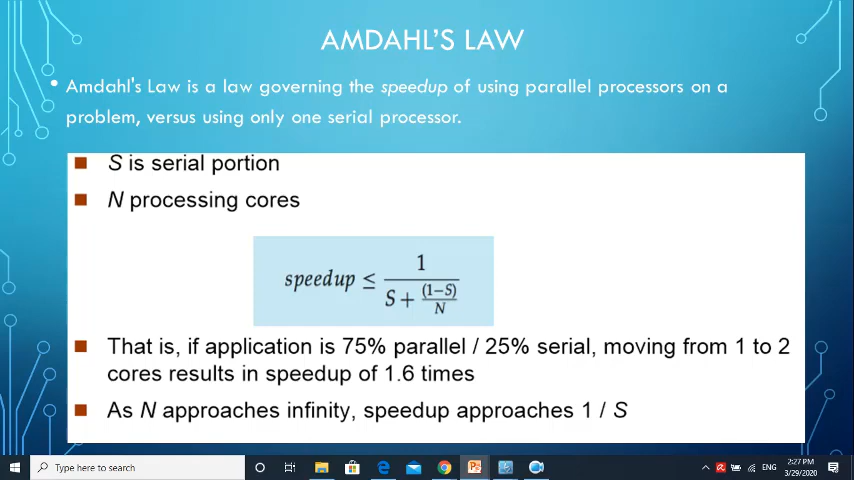 AMDAHL'S LAW
• Amdahl's Law is a law governing the speedup of using parallel processors on a
problem, versus using only one serial processor.
■ S is serial portion
■ N processing cores
speedup ≤ 1 / (S + (1−S)/N)
■ That is, if application is 75% parallel / 25% serial, moving from 1 to 2
cores results in speedup of 1.6 times
■ As N approaches infinity, speedup approaches 1 / S
Type here to search
ENG
2:27 PM
3/29/2020